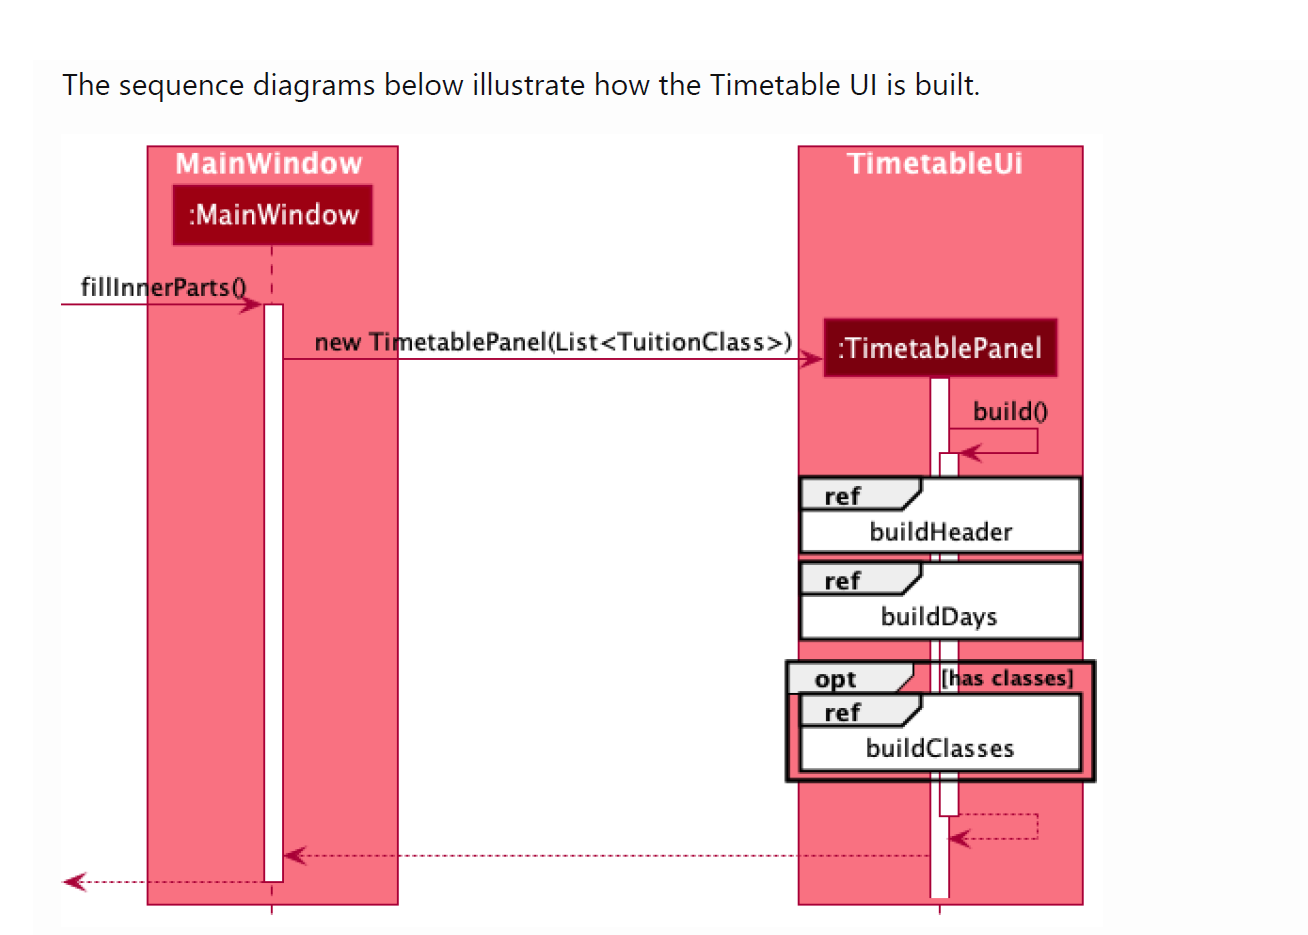 The sequence diagrams below illustrate how the Timetable UI is built.
MainWindow
TimetableUi
:MainWindow
fillInnerParts()
new TimetablePanel(List<TuitionClass>)
:TimetablePanel
build()
ref
buildHeader
ref
buildDays
opt
[has classes]
ref
buildClasses